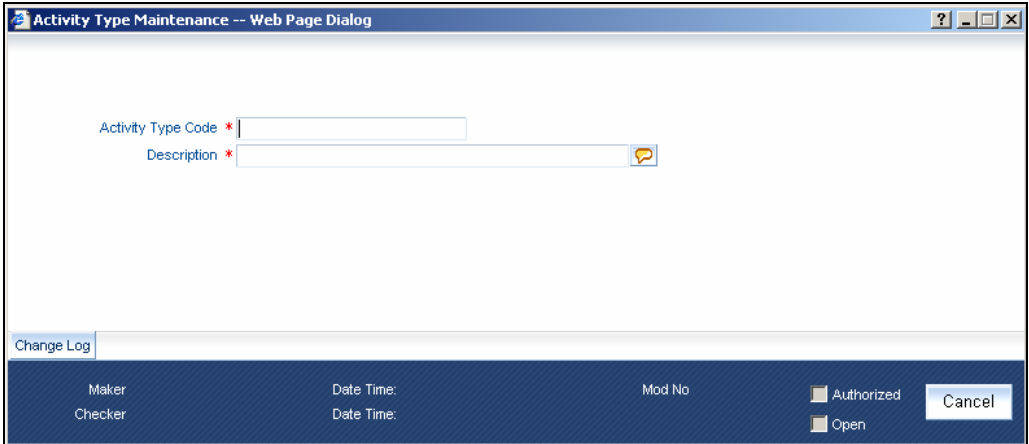 Activity Type Maintenance -- Web Page Dialog
Activity Type Code *
Description *
Change Log
Maker Date Time: Mod No Authorized
Checker Date Time: Open
Cancel